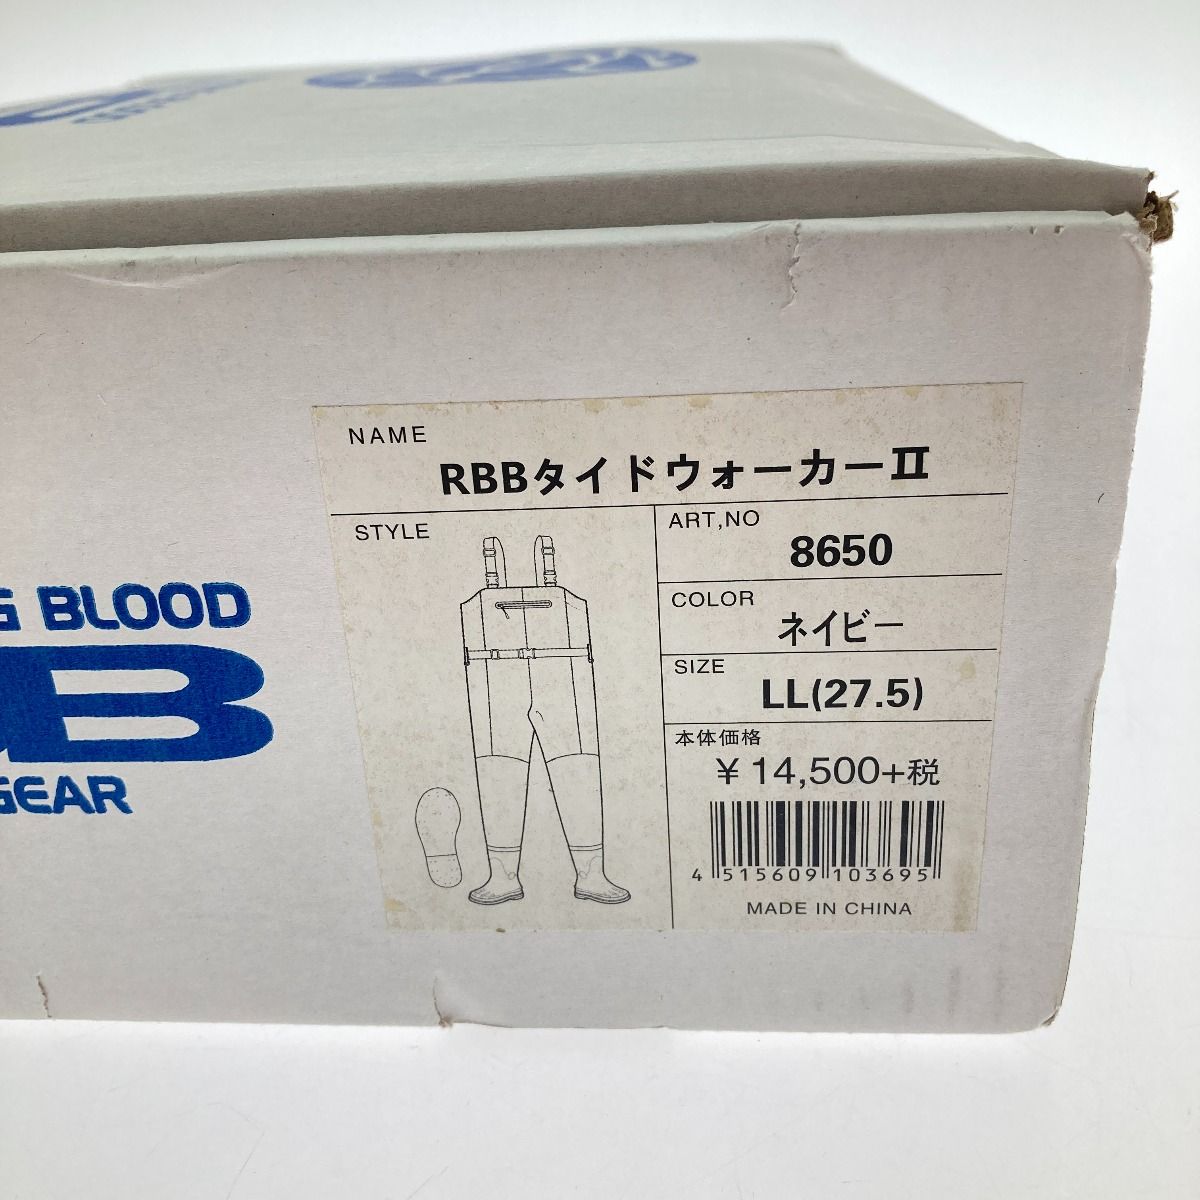 BLOOD
B
GEAR
NAME
RBBタイドウォーカーⅡ
STYLE
ART,NO
8650
COLOR
ネイビー
SIZE
LL(27.5)
本体価格
¥ 14,500+税
4 515609 103695
MADE IN CHINA